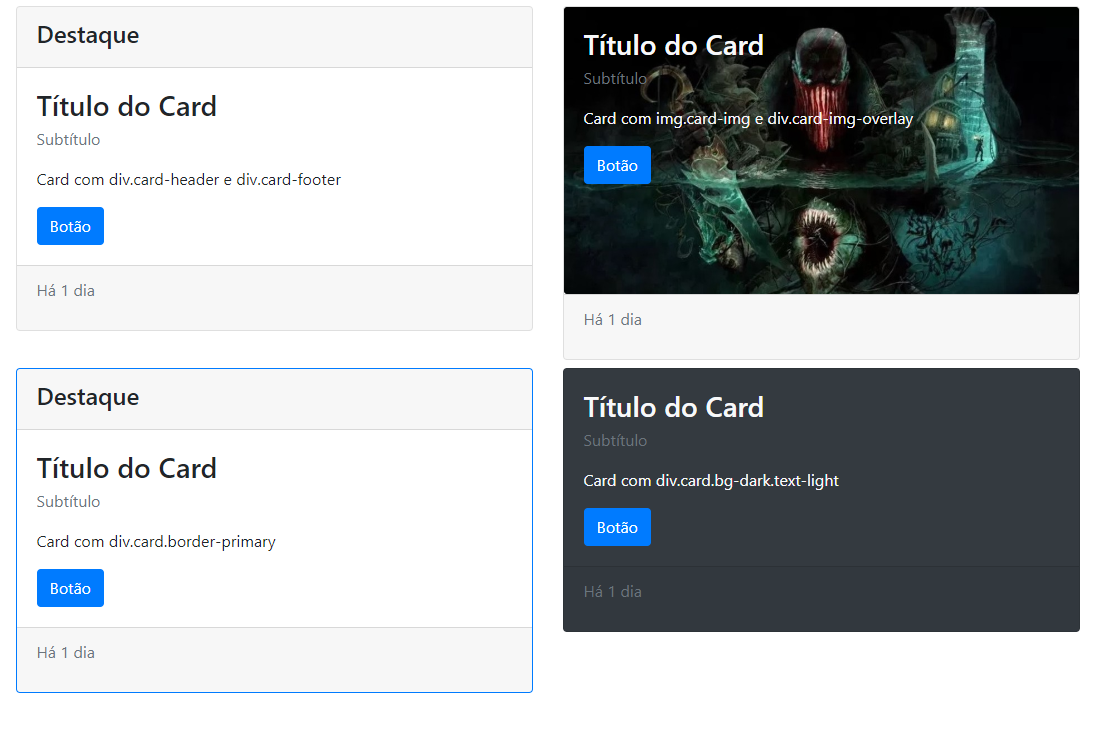 Destaque
Título do Card
Subtítulo
Card com div.card-header e div.card-footer
Botão
Há 1 dia
Título do Card
Subtítulo
Card com img.card-img e div.card-img-overlay
Botão
Há 1 dia
Destaque
Título do Card
Subtítulo
Card com div.card.border-primary
Botão
Há 1 dia
Título do Card
Subtítulo
Card com div.card.bg-dark.text-light
Botão
Há 1 dia